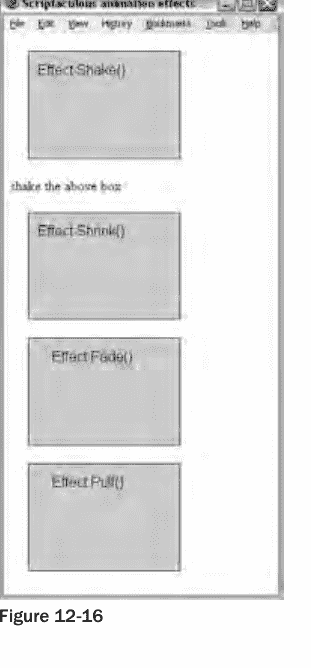 Scriptaculous animation effects
File Edit View History Bookmarks Tools Help
Effect.Shake()
shake the above box
Effect.Shrink()
Effect.Fade()
Effect.Puff()
Figure 12-16